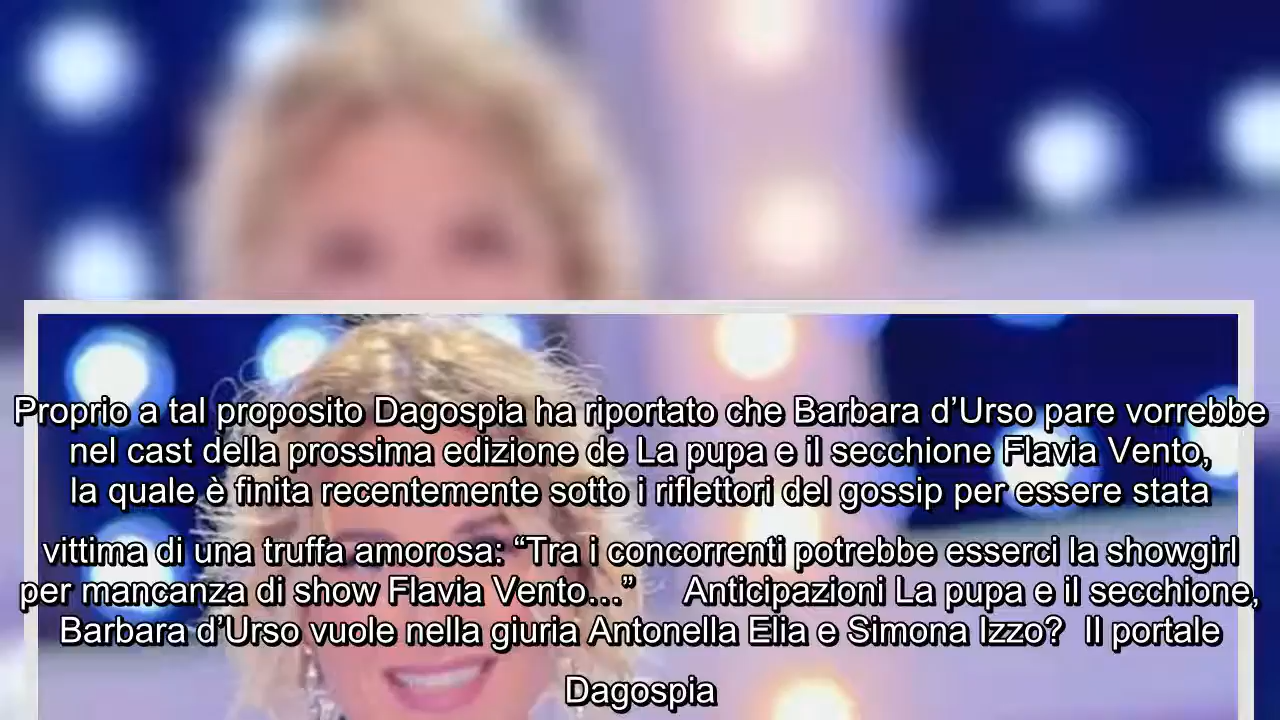 Proprio a tal proposito Dagospia ha riportato che Barbara d’Urso pare vorrebbe
nel cast della prossima edizione de La pupa e il secchione Flavia Vento,
la quale è finita recentemente sotto i riflettori del gossip per essere stata
vittima di una truffa amorosa: “Tra i concorrenti potrebbe esserci la showgirl
per mancanza di show Flavia Vento…” Anticipazioni La pupa e il secchione,
Barbara d’Urso vuole nella giuria Antonella Elia e Simona Izzo? Il portale
Dagospia